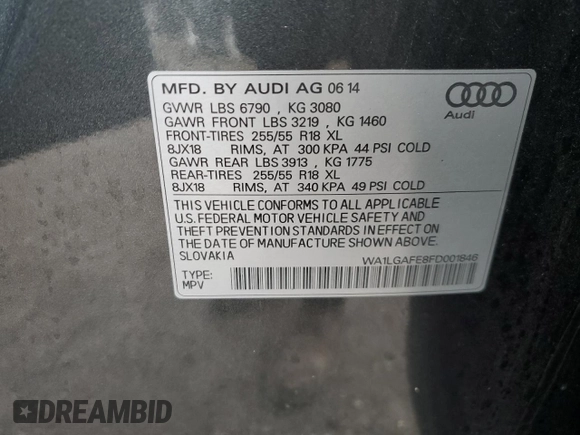 MFD. BY AUDI AG 06 14
GVWR LBS 6790 , KG 3080
GAWR FRONT LBS 3219 , KG 1460
FRONT-TIRES 255/55 R18 XL
8JX18 RIMS, AT 300 KPA 44 PSI COLD
GAWR REAR LBS 3913 , KG 1775
REAR-TIRES 255/55 R18 XL
8JX18 RIMS, AT 340 KPA 49 PSI COLD
Audi
THIS VEHICLE CONFORMS TO ALL APPLICABLE
U.S. FEDERAL MOTOR VEHICLE SAFETY AND
THEFT PREVENTION STANDARDS IN EFFECT ON
THE DATE OF MANUFACTURE SHOWN ABOVE.
SLOVAKIA
WA1LGAFE8FD001846
TYPE:
MPV
DREAMBID